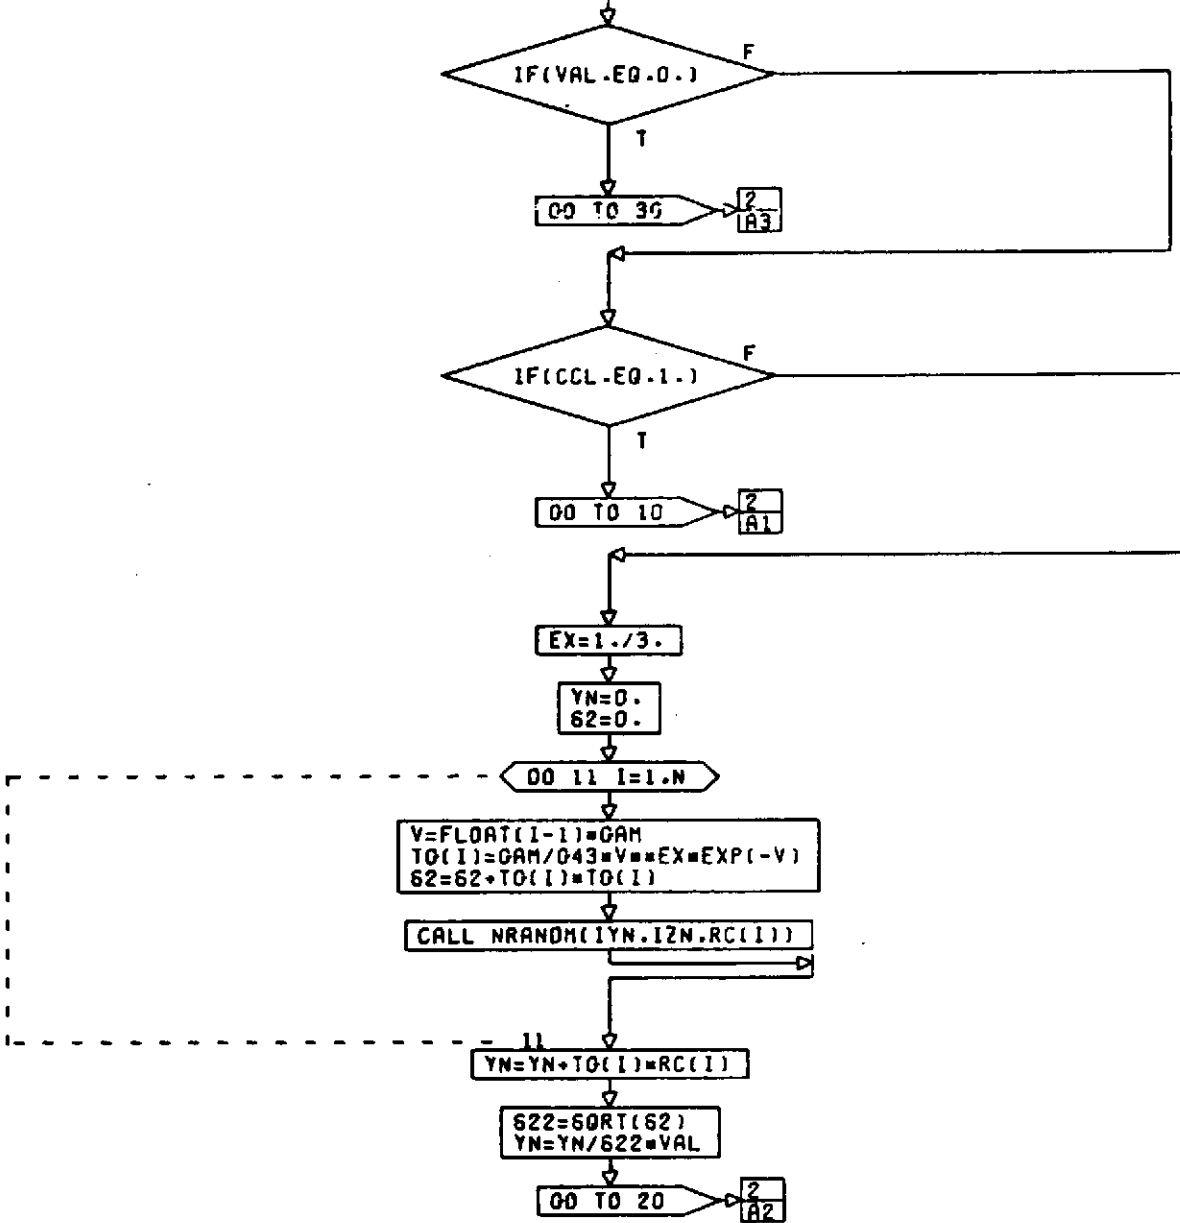 IF(VAL.EQ.0.)
F
T
GO TO 30
2
A3
IF(CCL.EQ.1.)
F
T
GO TO 10
2
A1
EX=1./3.
YN=0.
S2=0.
DO 11 I=1,N
V=FLOAT(I-1)*GAM
TO(I)=GAM/G43*V**EX*EXP(-V)
S2=S2+TO(I)*TO(I)
CALL NRANDM(IYN,IZN,RC(I))
11
YN=YN+TO(I)*RC(I)
S22=SQRT(S2)
YN=YN/S22*VAL
GO TO 20
2
A2